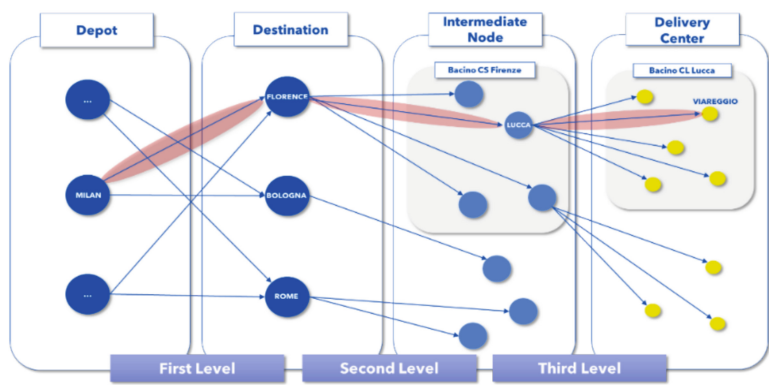 Depot
Destination
Intermediate
Node
Delivery
Center
Bacino CS Firenze
Bacino CL Lucca
...
FLORENCE
VIAREGGIO
LUCCA
MILAN
BOLOGNA
...
ROME
First Level
Second Level
Third Level